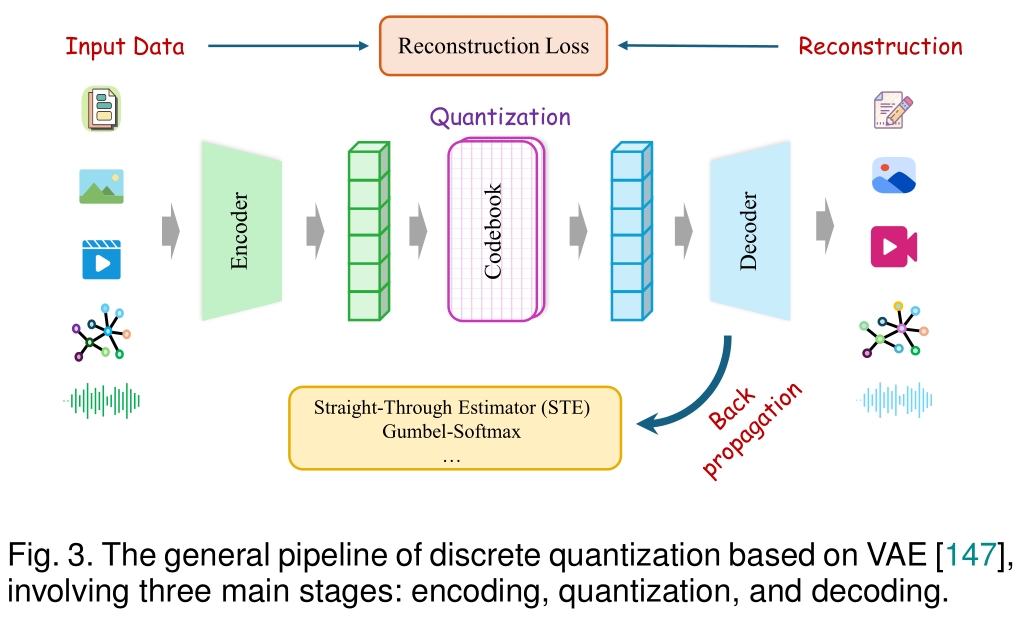 Input Data
Reconstruction Loss
Reconstruction
Quantization
Encoder
Codebook
Decoder
Straight-Through Estimator (STE)
Gumbel-Softmax
…
Back
propagation
Fig. 3. The general pipeline of discrete quantization based on VAE [147],
involving three main stages: encoding, quantization, and decoding.